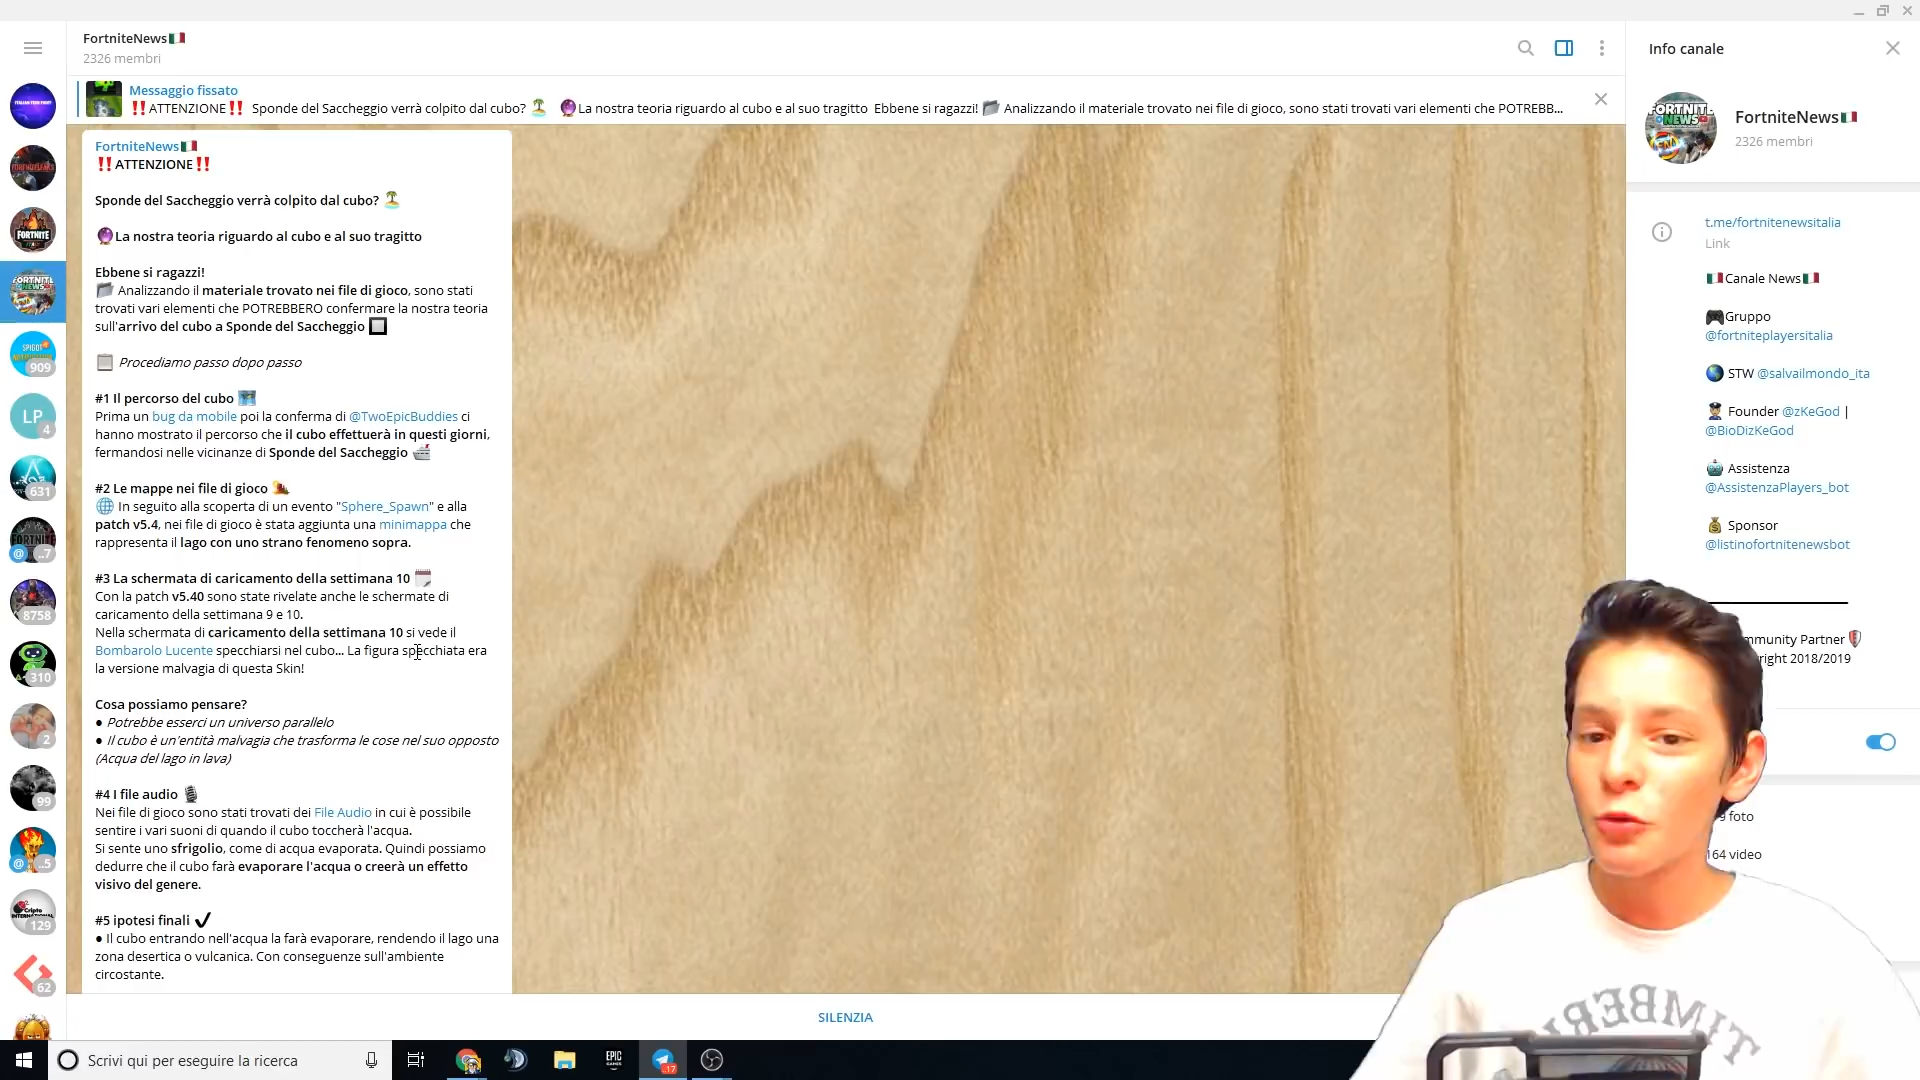 FortniteNews
2326 membri
Messaggio fissato
‼ATTENZIONE‼ Sponde del Saccheggio verrà colpito dal cubo? 🏝 🔮La nostra teoria riguardo al cubo e al suo tragitto Ebbene si ragazzi! 📂 Analizzando il materiale trovato nei file di gioco, sono stati trovati vari elementi che POTREBB...
FortniteNews
‼ATTENZIONE‼
Sponde del Saccheggio verrà colpito dal cubo? 🏝
🔮La nostra teoria riguardo al cubo e al suo tragitto
Ebbene si ragazzi!
📂 Analizzando il materiale trovato nei file di gioco, sono stati
trovati vari elementi che POTREBBERO confermare la nostra teoria
sull'arrivo del cubo a Sponde del Saccheggio 🔲
📋 Procediamo passo dopo passo
#1 Il percorso del cubo
Prima un bug da mobile poi la conferma di @TwoEpicBuddies ci
hanno mostrato il percorso che il cubo effettuerà in questi giorni,
fermandosi nelle vicinanze di Sponde del Saccheggio
#2 Le mappe nei file di gioco
🌐 In seguito alla scoperta di un evento "Sphere_Spawn" e alla
patch v5.4, nei file di gioco è stata aggiunta una minimappa che
rappresenta il lago con uno strano fenomeno sopra.
#3 La schermata di caricamento della settimana 10
Con la patch v5.40 sono state rivelate anche le schermate di
caricamento della settimana 9 e 10.
Nella schermata di caricamento della settimana 10 si vede il
Bombarolo Lucente specchiarsi nel cubo... La figura specchiata era
la versione malvagia di questa Skin!
Cosa possiamo pensare?
● Potrebbe esserci un universo parallelo
● Il cubo è un'entità malvagia che trasforma le cose nel suo opposto
(Acqua del lago in lava)
#4 I file audio 🎙
Nei file di gioco sono stati trovati dei File Audio in cui è possibile
sentire i vari suoni di quando il cubo toccherà l'acqua.
Si sente uno sfrigolio, come di acqua evaporata. Quindi possiamo
dedurre che il cubo farà evaporare l'acqua o creerà un effetto
visivo del genere.
#5 ipotesi finali ✔
● Il cubo entrando nell'acqua la farà evaporare, rendendo il lago una
zona desertica o vulcanica. Con conseguenze sull'ambiente
circostante.
SILENZIA
Info canale
FortniteNews
2326 membri
t.me/fortnitenewsitalia
Link
Canale News
🎮Gruppo
@fortniteplayersitalia
STW @salvailmondo_ita
Founder @zKeGod |
@BioDizKeGod
Assistenza
@AssistenzaPlayers_bot
💰 Sponsor
@listinofortnitenewsbot
mmunity Partner
right 2018/2019
9 foto
164 video
SPIGOT
909
LP
4
631
FORTNITE
@ ..7
8758
310
2
99
@ ..5
129
62
FORTNITE
Scrivi qui per eseguire la ricerca
EPIC
GAMES
17
TIMBER